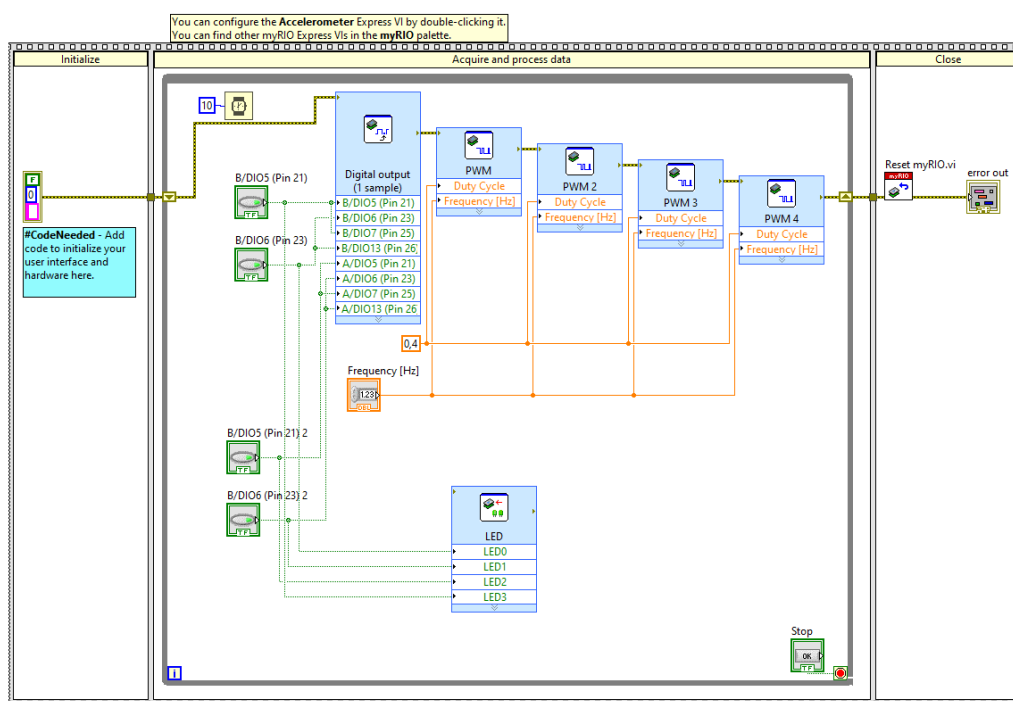 You can configure the Accelerometer Express VI by double-clicking it.
You can find other myRIO Express VIs in the myRIO palette.
Initialize
Acquire and process data
Close
10
F
0
#CodeNeeded - Add
code to initialize your
user interface and
hardware here.
B/DIO5 (Pin 21)
TF
B/DIO6 (Pin 23)
TF
Digital output
(1 sample)
B/DIO5 (Pin 21)
B/DIO6 (Pin 23)
B/DIO7 (Pin 25)
B/DIO13 (Pin 26
A/DIO5 (Pin 21)
A/DIO6 (Pin 23)
A/DIO7 (Pin 25)
A/DIO13 (Pin 26
PWM
Duty Cycle
Frequency [Hz]
PWM 2
Duty Cycle
Frequency [Hz]
PWM 3
Duty Cycle
Frequency [Hz]
PWM 4
Duty Cycle
Frequency [Hz]
Reset myRIO.vi
myRIO
error out
0,4
Frequency [Hz]
1.23
DBL
B/DIO5 (Pin 21) 2
TF
B/DIO6 (Pin 23) 2
TF
LED
LED0
LED1
LED2
LED3
Stop
OK
TF
i